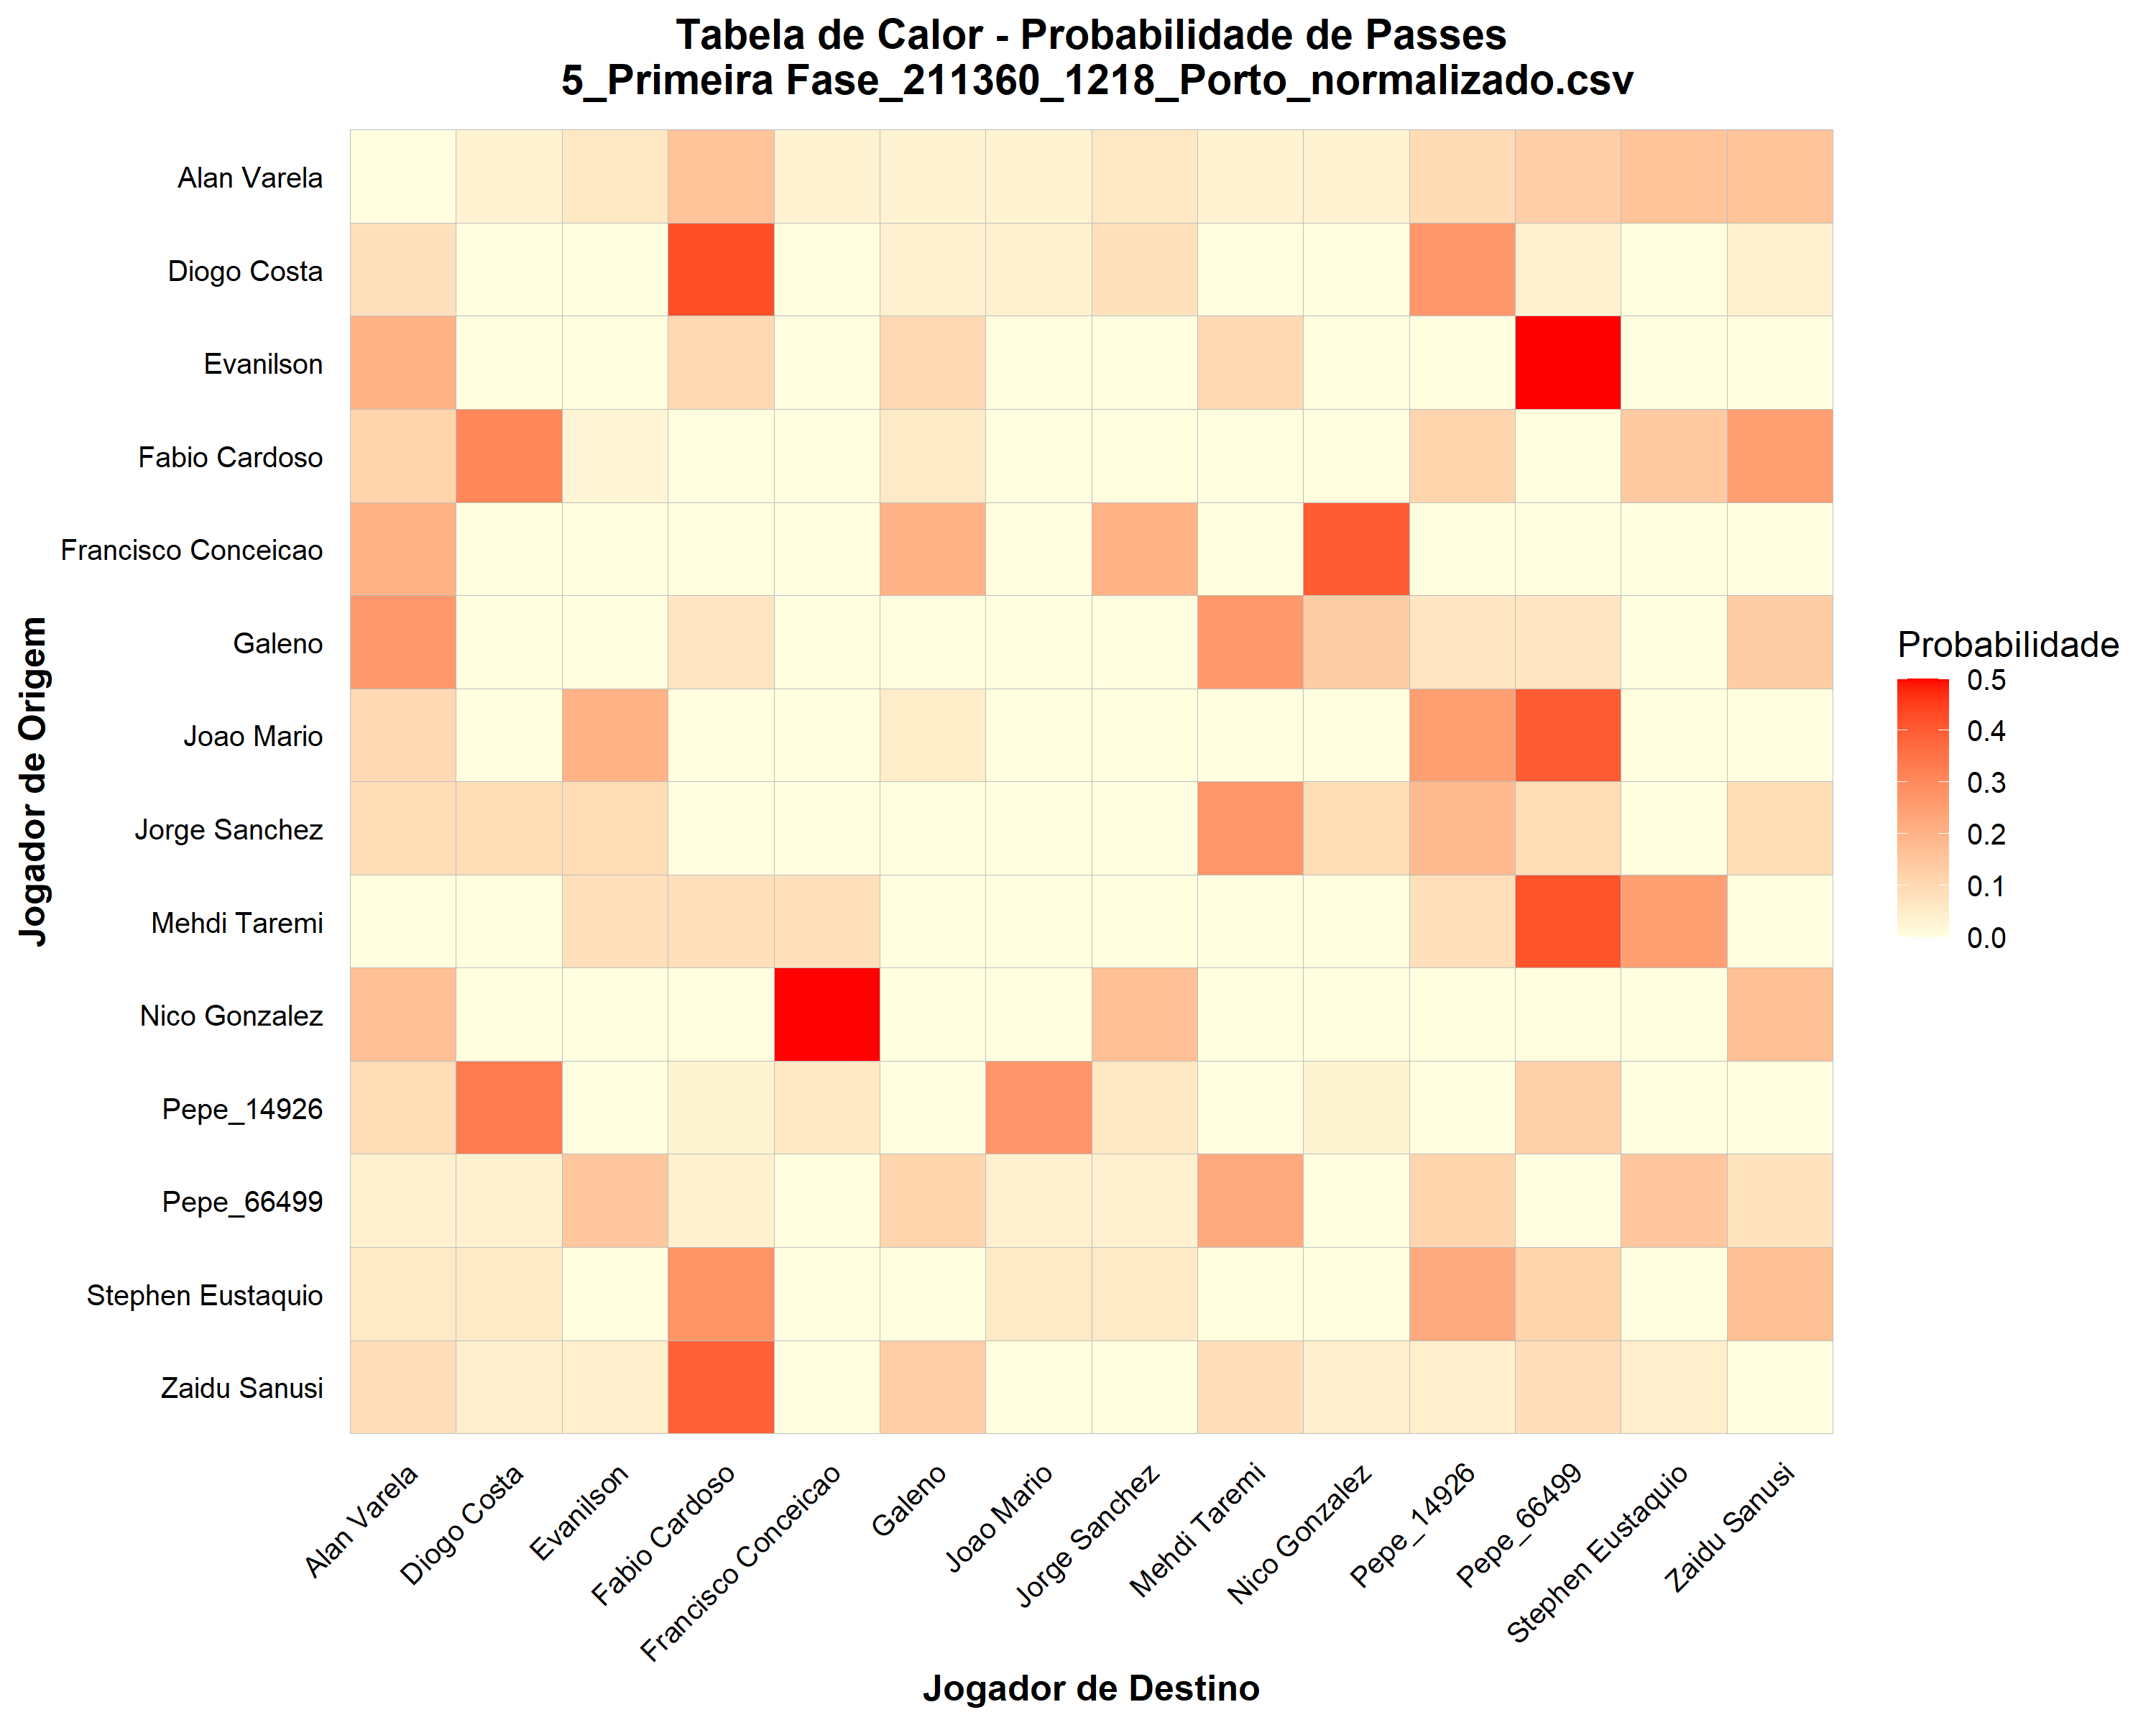 Tabela de Calor - Probabilidade de Passes
5_Primeira Fase_211360_1218_Porto_normalizado.csv
Jogador de Origem
Alan Varela
Diogo Costa
Evanilson
Fabio Cardoso
Francisco Conceicao
Galeno
Joao Mario
Jorge Sanchez
Mehdi Taremi
Nico Gonzalez
Pepe_14926
Pepe_66499
Stephen Eustaquio
Zaidu Sanusi
Alan Varela
Diogo Costa
Evanilson
Fabio Cardoso
Francisco Conceicao
Galeno
Joao Mario
Jorge Sanchez
Mehdi Taremi
Nico Gonzalez
Pepe_14926
Pepe_66499
Stephen Eustaquio
Zaidu Sanusi
Jogador de Destino
Probabilidade
0.5
0.4
0.3
0.2
0.1
0.0